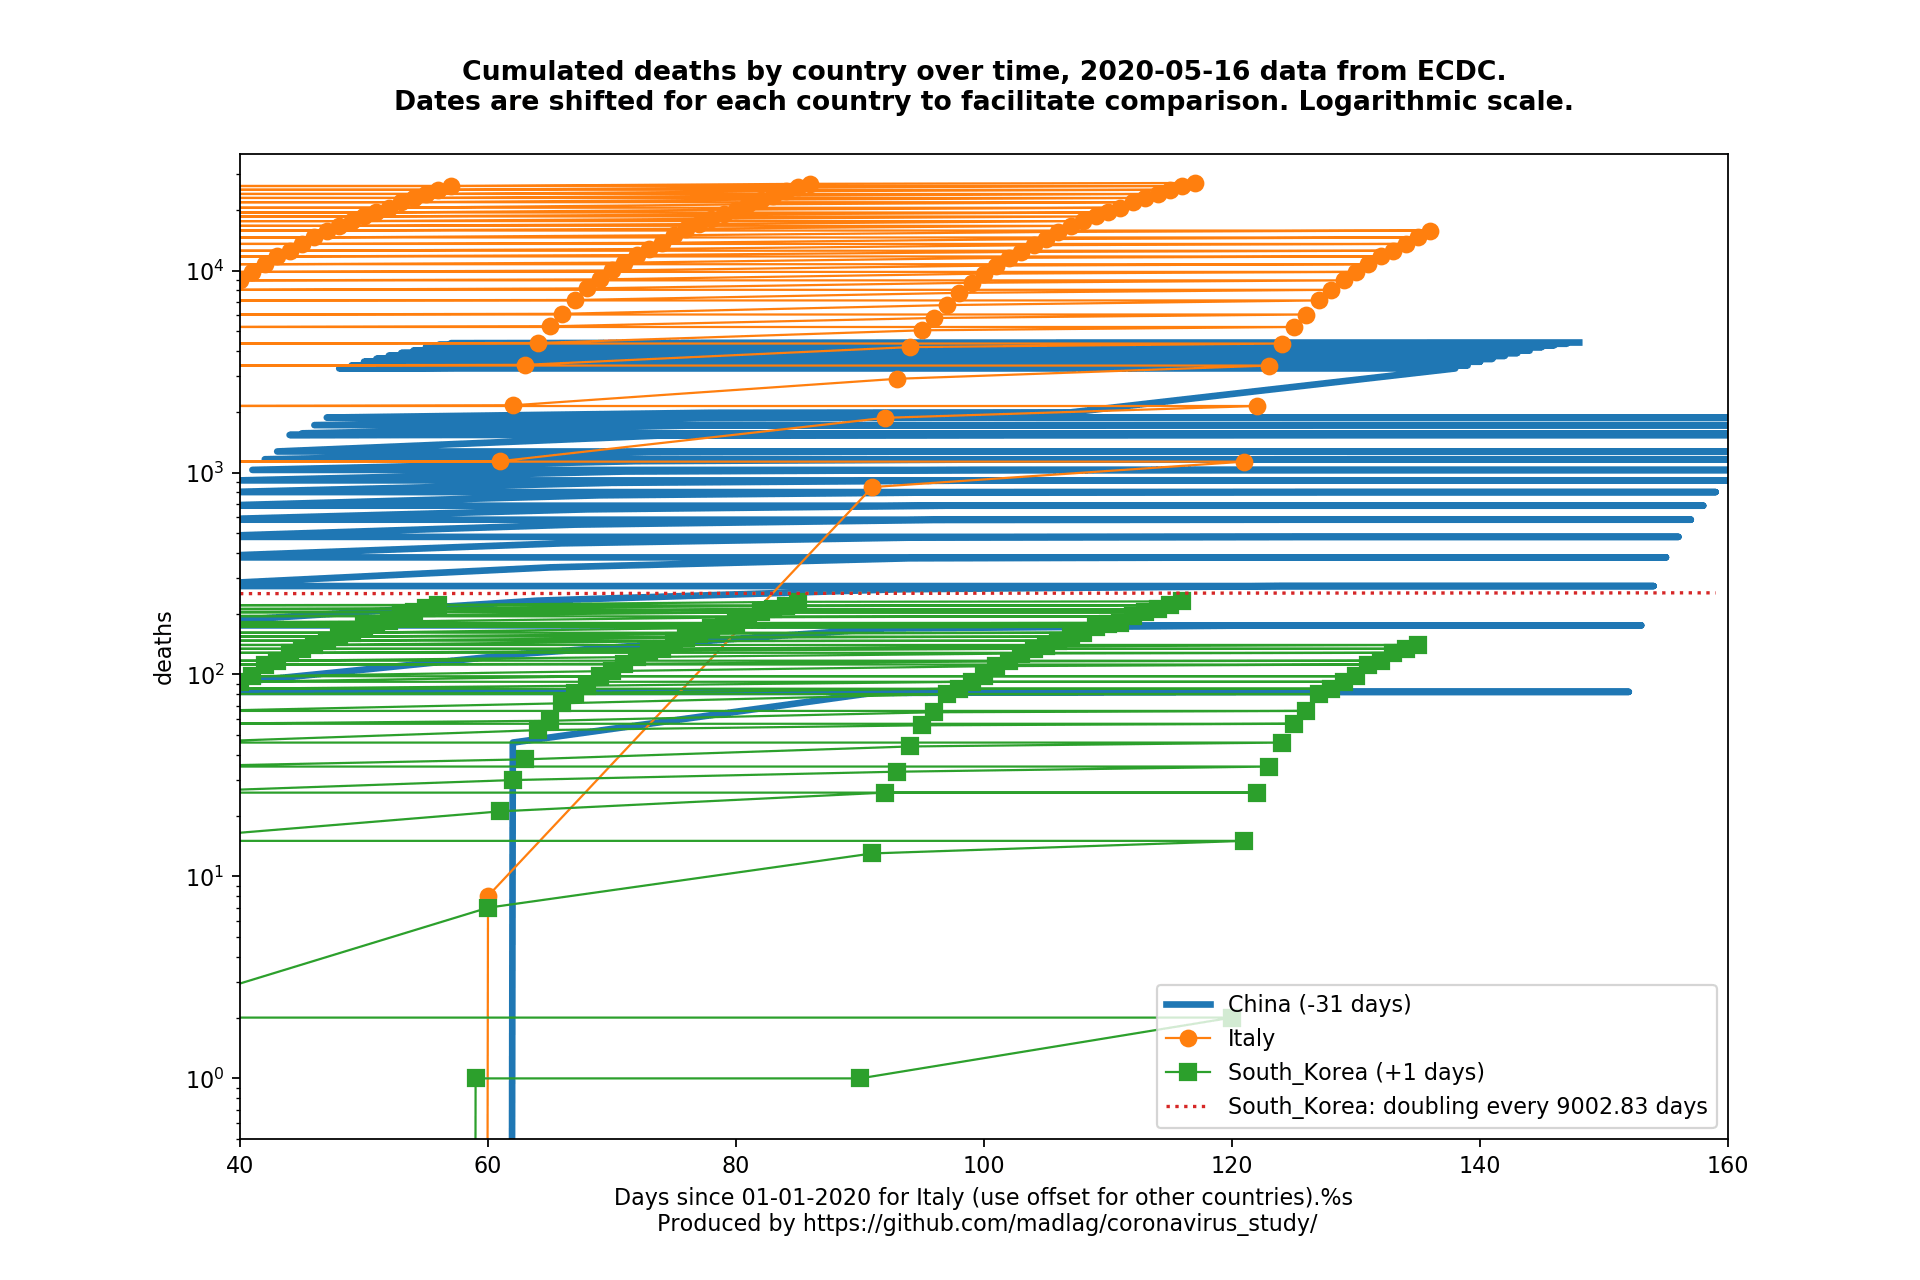 Cumulated deaths by country over time, 2020-05-16 data from ECDC.
Dates are shifted for each country to facilitate comparison. Logarithmic scale.
deaths
10⁴
10³
10²
10¹
10⁰
China (-31 days)
Italy
South_Korea (+1 days)
South_Korea: doubling every 9002.83 days
40 60 80 100 120 140 160
Days since 01-01-2020 for Italy (use offset for other countries).%s
Produced by https://github.com/madlag/coronavirus_study/